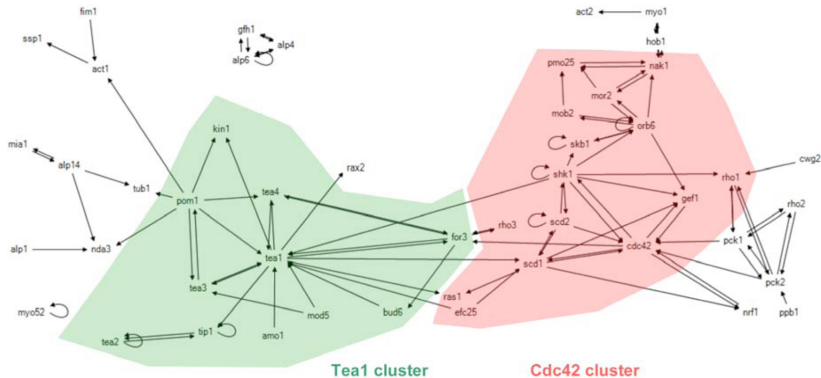 fim1
act2 myo1
gfh1
ssp1
alp4
hob1
act1
alp6
pmo25 nak1
mor2
mob2
kin1
orb6
mia1
skb1
alp14
rax2
cwg2
tub1
shk1 rho1
pom1
tea4
gef1
rho2
rho3
scd2
for3
pck1
alp1 nda3
cdc42
tea1
scd1
tea3
pck2
ras1
myo52
mod5
bud6
efc25
nrf1
ppb1
tip1
tea2
amo1
Tea1 cluster Cdc42 cluster